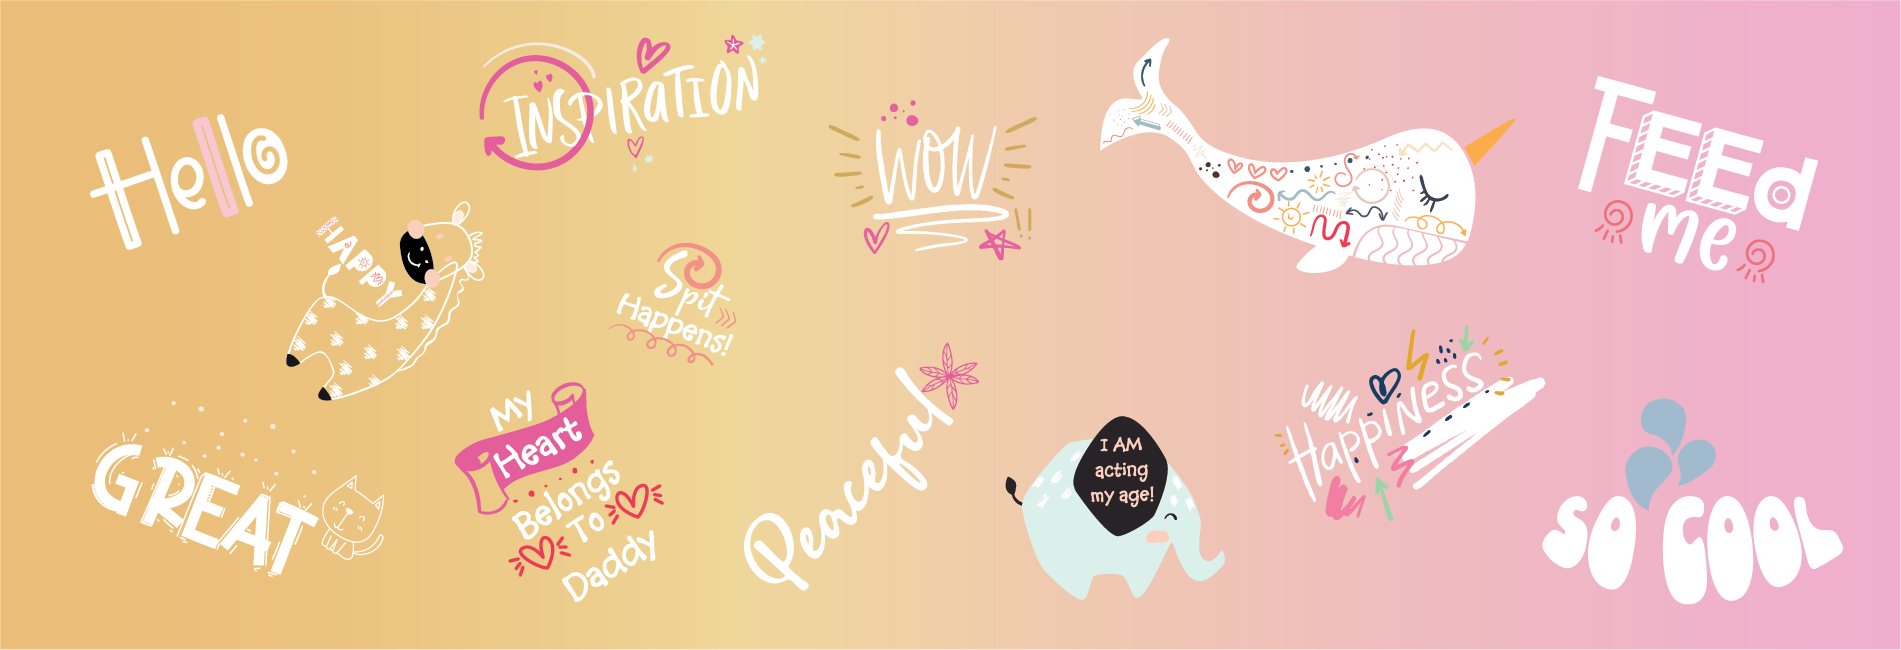 Hello
INSPIRATION
WOW
!!
FEEd
me
HAPPY
Spit
Happens!
GREAT
My
Heart
Belongs
To
Daddy
Peaceful
I AM
acting
my age!
HappINESS
SO COOL